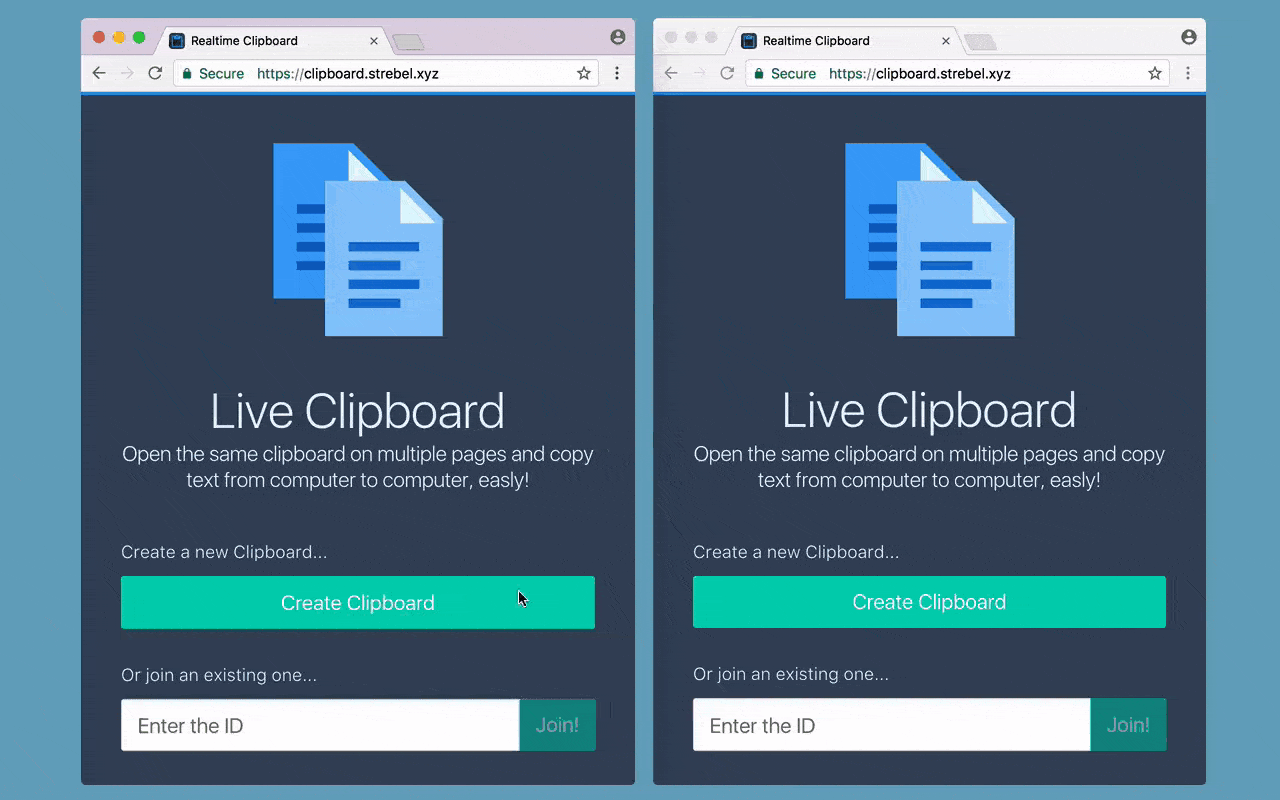 Realtime Clipboard
Secure https://clipboard.strebel.xyz
Live Clipboard
Open the same clipboard on multiple pages and copy
text from computer to computer, easly!
Create a new Clipboard...
Create Clipboard
Or join an existing one...
Enter the ID
Join!
Realtime Clipboard
Secure https://clipboard.strebel.xyz
Live Clipboard
Open the same clipboard on multiple pages and copy
text from computer to computer, easly!
Create a new Clipboard...
Create Clipboard
Or join an existing one...
Enter the ID
Join!